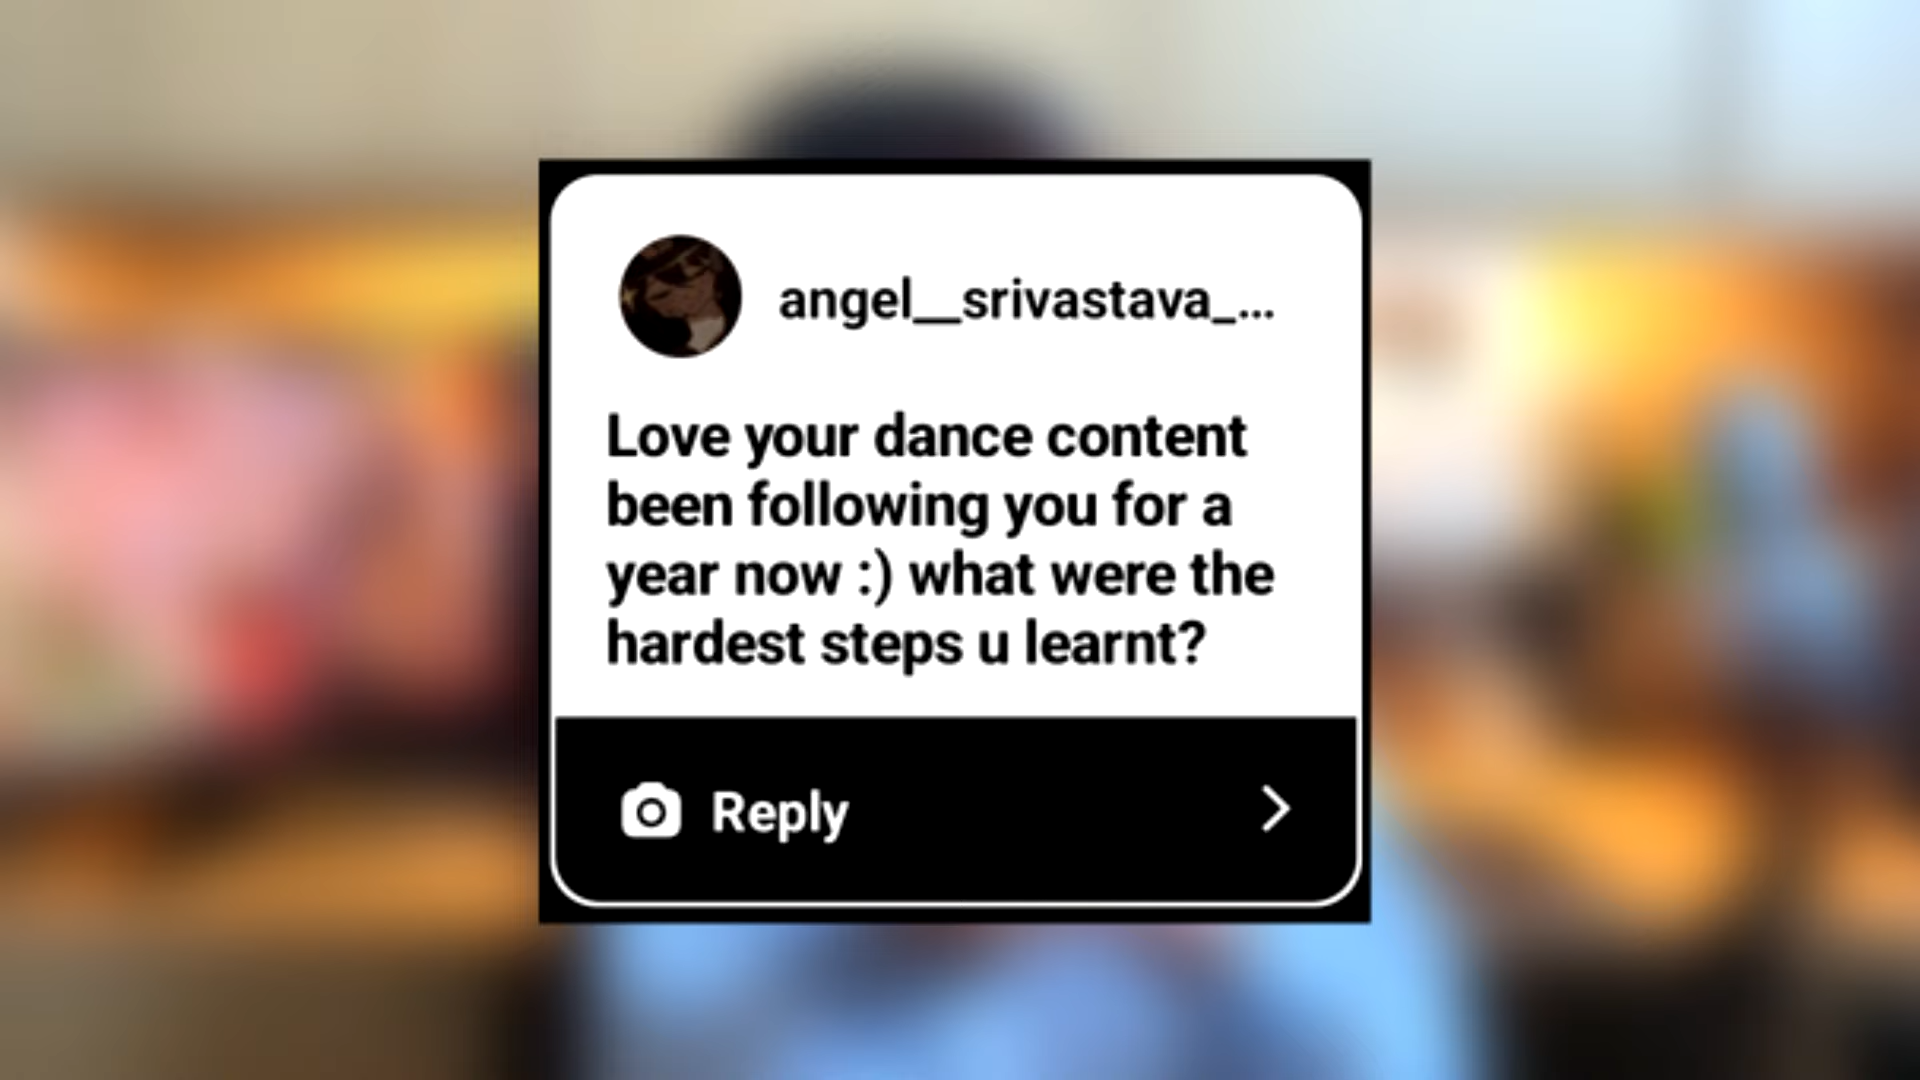 angel__srivastava_...
Love your dance content
been following you for a
year now :) what were the
hardest steps u learnt?
Reply